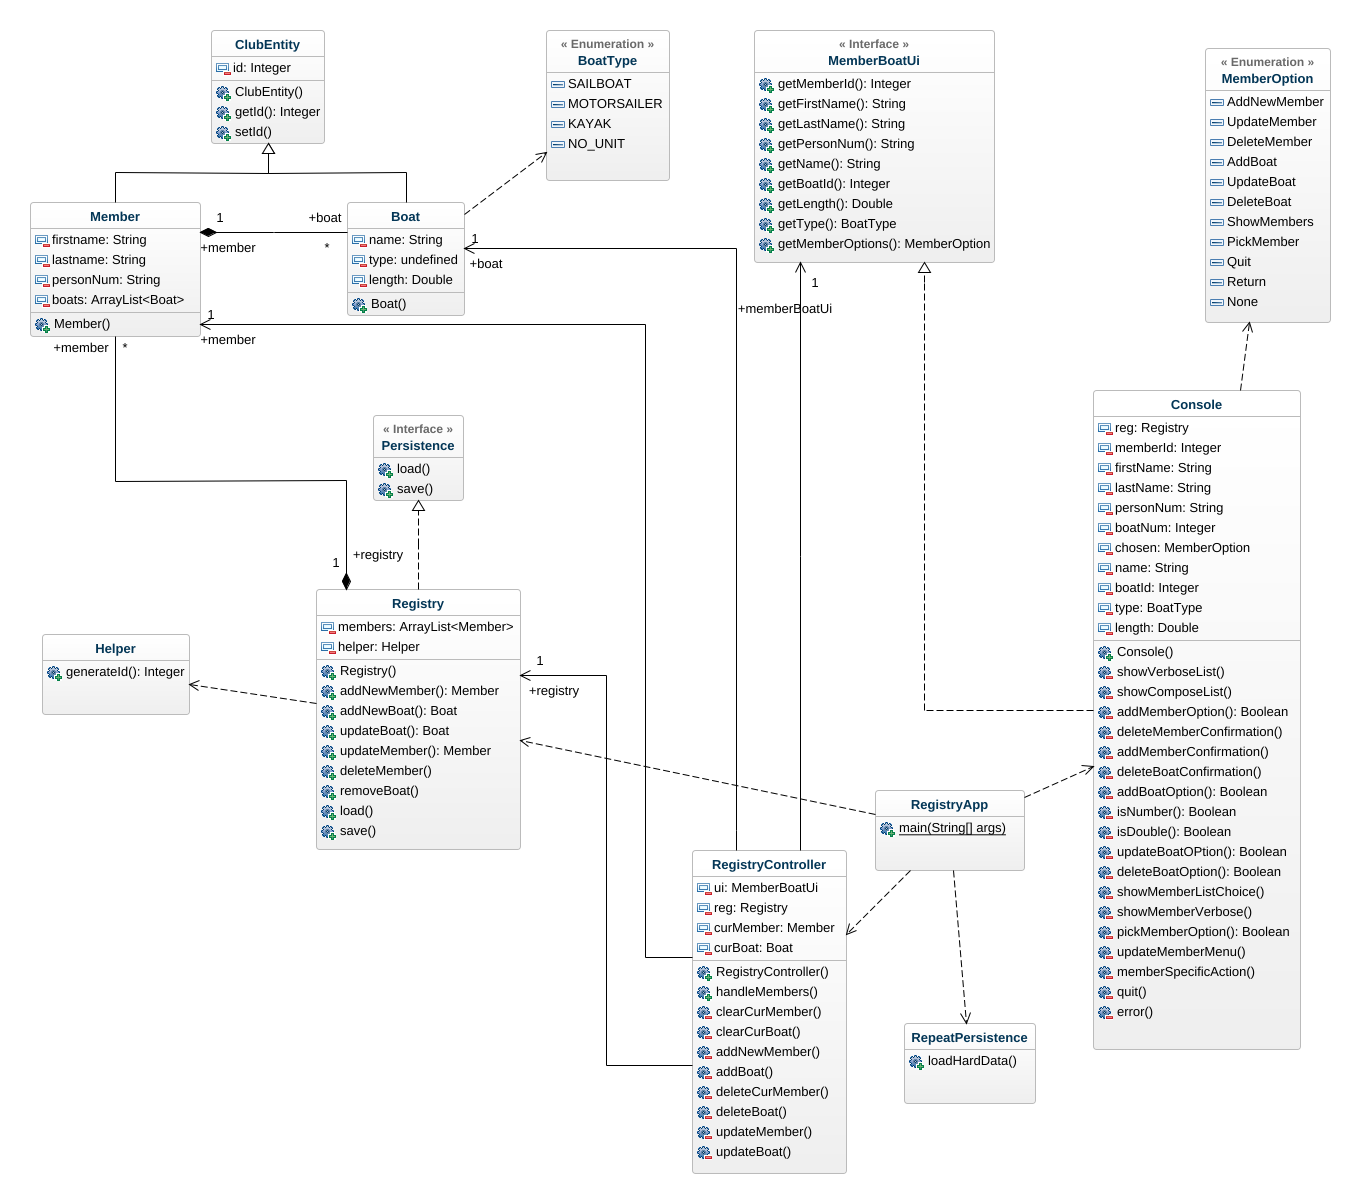 ClubEntity
id: Integer
ClubEntity()
getId(): Integer
setId()
« Enumeration »
BoatType
SAILBOAT
MOTORSAILER
KAYAK
NO_UNIT
« Interface »
MemberBoatUi
getMemberId(): Integer
getFirstName(): String
getLastName(): String
getPersonNum(): String
getName(): String
getBoatId(): Integer
getLength(): Double
getType(): BoatType
getMemberOptions(): MemberOption
« Enumeration »
MemberOption
AddNewMember
UpdateMember
DeleteMember
AddBoat
UpdateBoat
DeleteBoat
ShowMembers
PickMember
Quit
Return
None
Member
firstname: String
lastname: String
personNum: String
boats: ArrayList<Boat>
Member()
1
+member
+boat
*
Boat
name: String
type: undefined
length: Double
Boat()
1
+boat
1
+member
+member
*
1
+memberBoatUi
« Interface »
Persistence
load()
save()
+registry
1
Registry
members: ArrayList<Member>
helper: Helper
Registry()
addNewMember(): Member
addNewBoat(): Boat
updateBoat(): Boat
updateMember(): Member
deleteMember()
removeBoat()
load()
save()
Helper
generateId(): Integer
1
+registry
Console
reg: Registry
memberId: Integer
firstName: String
lastName: String
personNum: String
boatNum: Integer
chosen: MemberOption
name: String
boatId: Integer
type: BoatType
length: Double
Console()
showVerboseList()
showComposeList()
addMemberOption(): Boolean
deleteMemberConfirmation()
addMemberConfirmation()
deleteBoatConfirmation()
addBoatOption(): Boolean
isNumber(): Boolean
isDouble(): Boolean
updateBoatOPtion(): Boolean
deleteBoatOption(): Boolean
showMemberListChoice()
showMemberVerbose()
pickMemberOption(): Boolean
updateMemberMenu()
memberSpecificAction()
quit()
error()
RegistryApp
main(String[] args)
RegistryController
ui: MemberBoatUi
reg: Registry
curMember: Member
curBoat: Boat
RegistryController()
handleMembers()
clearCurMember()
clearCurBoat()
addNewMember()
addBoat()
deleteCurMember()
deleteBoat()
updateMember()
updateBoat()
RepeatPersistence
loadHardData()